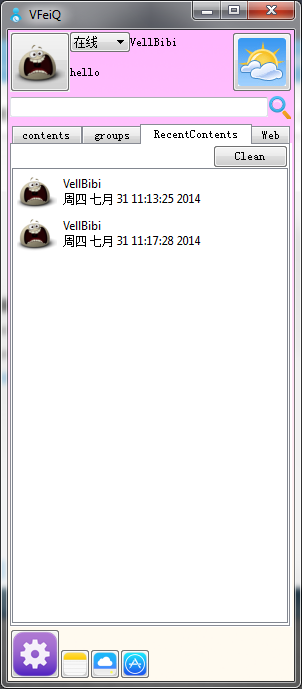 VFeiQ
在线 VellBibi
hello
contents groups RecentContents Web
Clean
VellBibi
周四 七月 31 11:13:25 2014
VellBibi
周四 七月 31 11:17:28 2014